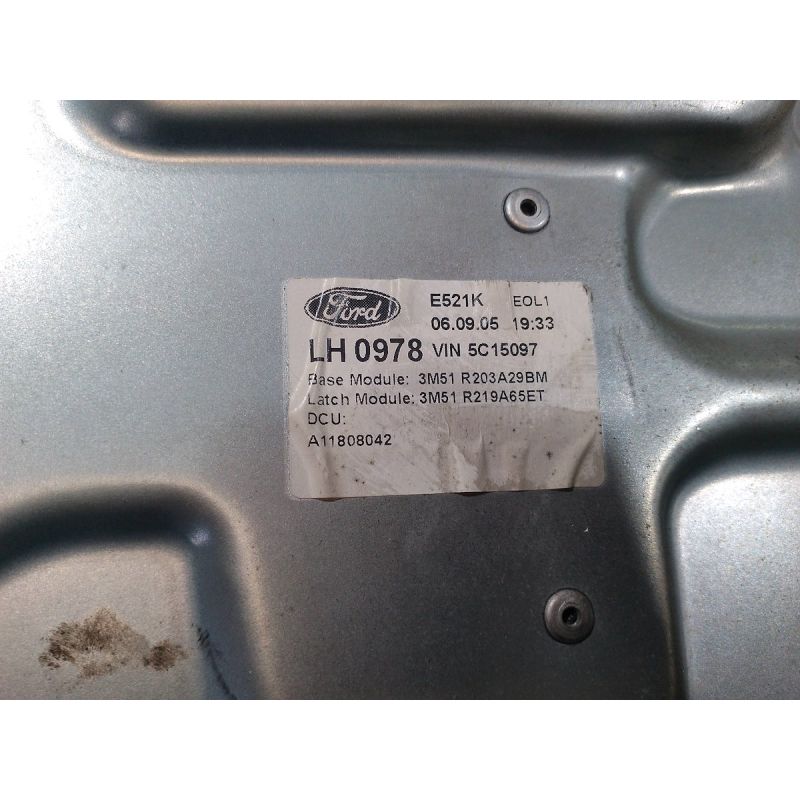 Ford E521K EOL1
06.09.05 19:33
LH 0978 VIN 5C15097
Base Module: 3M51 R203A29BM
Latch Module: 3M51 R219A65ET
DCU:
A11808042